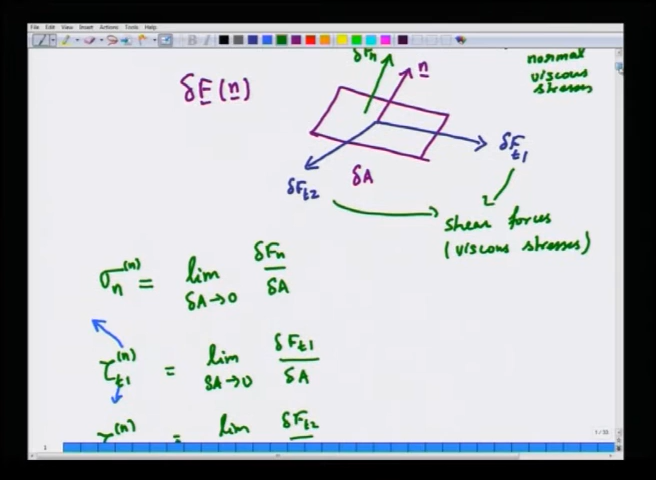 File Edit View Insert Actions Tools Help
δFn
n
normal
viscous
stresses
δF(n)
δFt1
δFt2
δA
shear forces
(viscous stresses)
σn(n) = lim δA→0 δFn/δA
τt1(n) = lim δA→0 δFt1/δA
τ(n) = lim δFt2
1